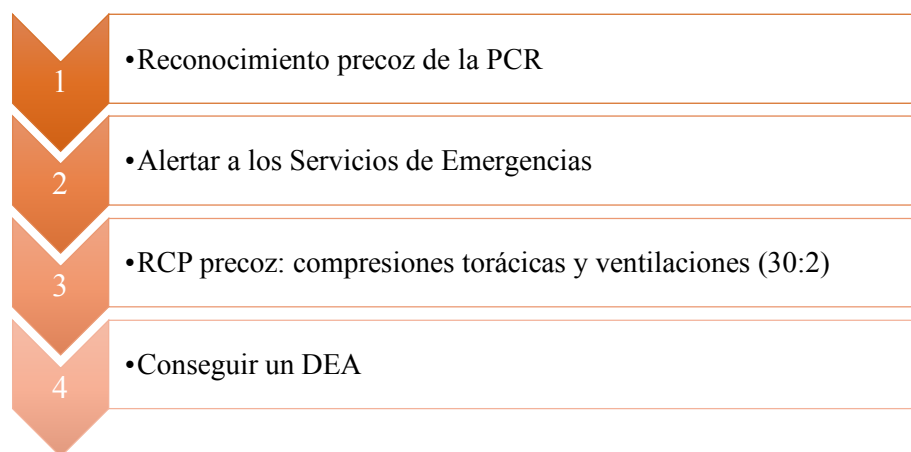 1
•Reconocimiento precoz de la PCR
2
•Alertar a los Servicios de Emergencias
3
•RCP precoz: compresiones torácicas y ventilaciones (30:2)
4
•Conseguir un DEA